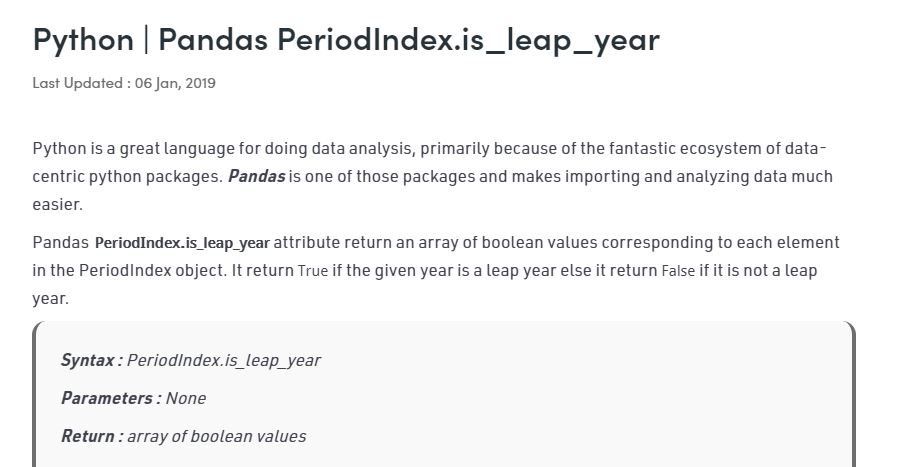 Python | Pandas PeriodIndex.is_leap_year
Last Updated : 06 Jan, 2019
Python is a great language for doing data analysis, primarily because of the fantastic ecosystem of data-
centric python packages. Pandas is one of those packages and makes importing and analyzing data much
easier.
Pandas PeriodIndex.is_leap_year attribute return an array of boolean values corresponding to each element
in the PeriodIndex object. It return True if the given year is a leap year else it return False if it is not a leap
year.
Syntax : PeriodIndex.is_leap_year
Parameters : None
Return : array of boolean values